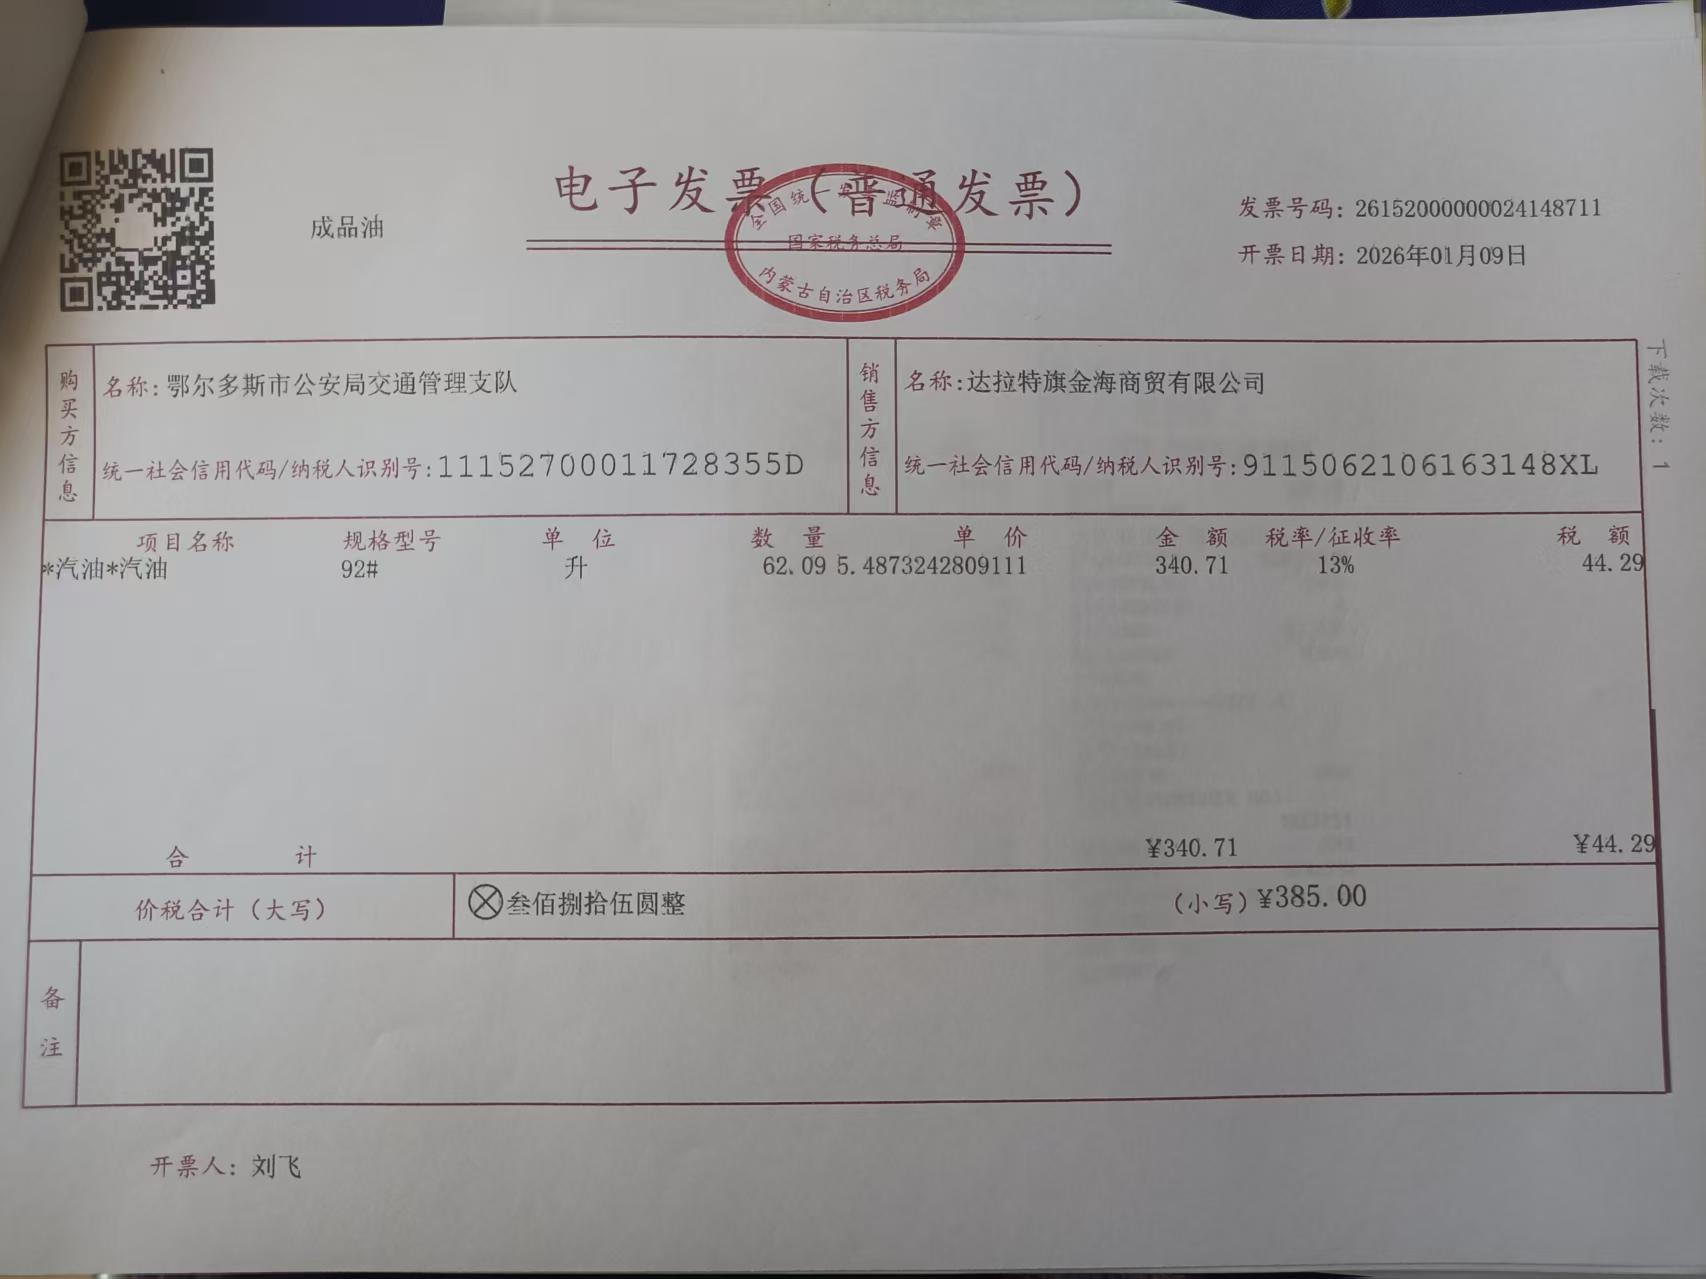 成品油
电子发票（普通发票）
全国统一发票监制章
国家税务总局
内蒙古自治区税务局
发票号码：26152000000024148711
开票日期：2026年01月09日
下载次数：1
购买方信息
名称：鄂尔多斯市公安局交通管理支队
统一社会信用代码/纳税人识别号：11152700011728355D
销售方信息
名称：达拉特旗金海商贸有限公司
统一社会信用代码/纳税人识别号：9115062106163148XL
项目名称 规格型号 单位 数量 单价 金额 税率/征收率 税额
*汽油*汽油 92# 升 62.09 5.4873242809111 340.71 13% 44.29
合计 ¥340.71 ¥44.29
价税合计（大写） ⊗叁佰捌拾伍圆整 （小写）¥385.00
备注
开票人：刘飞